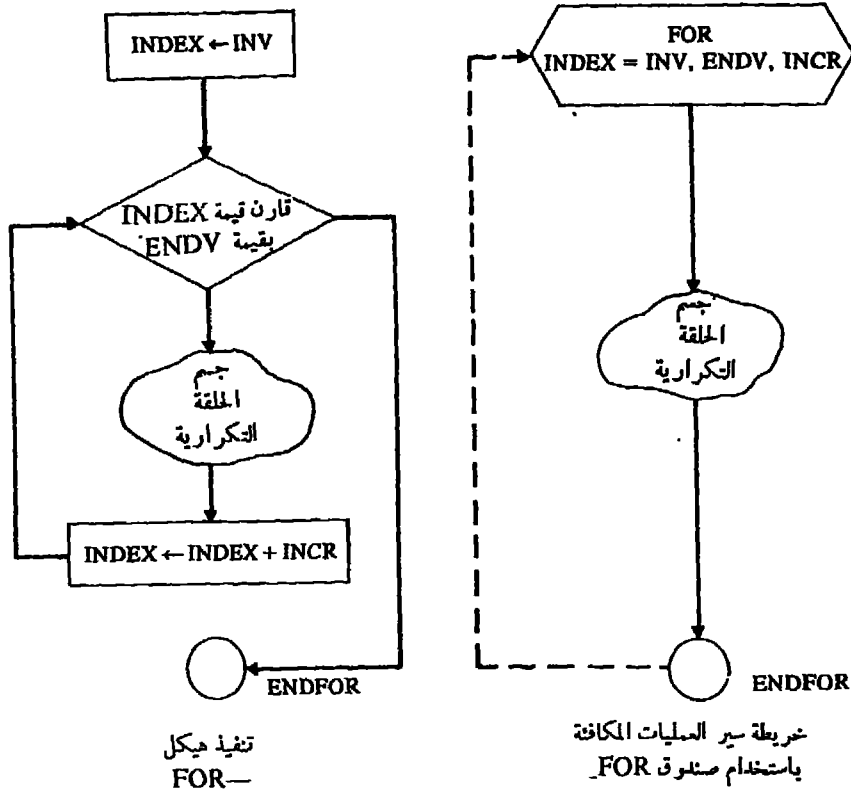 INDEX ← INV
قارن قيمة INDEX
بقيمة ENDV
جسم
الحلقة
التكرارية
INDEX ← INDEX + INCR
ENDFOR
تنفيذ هيكل
FOR—
FOR
INDEX = INV, ENDV, INCR
جسم
الحلقة
التكرارية
ENDFOR
خريطة سير العمليات المكافئة
باستخدام صندوق FOR_